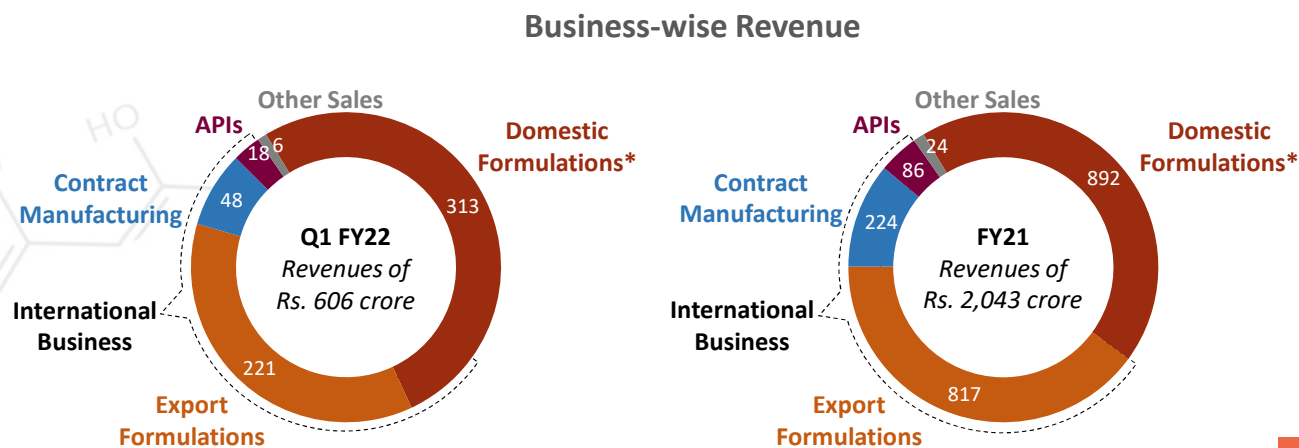 Business-wise Revenue
HO
Other Sales
APIs
Domestic
Formulations*
Contract
Manufacturing
18
6
48
313
Q1 FY22
Revenues of
Rs. 606 crore
International
Business
221
Export
Formulations
Other Sales
APIs
Domestic
Formulations*
Contract
Manufacturing
24
86
892
224
FY21
Revenues of
Rs. 2,043 crore
International
Business
817
Export
Formulations